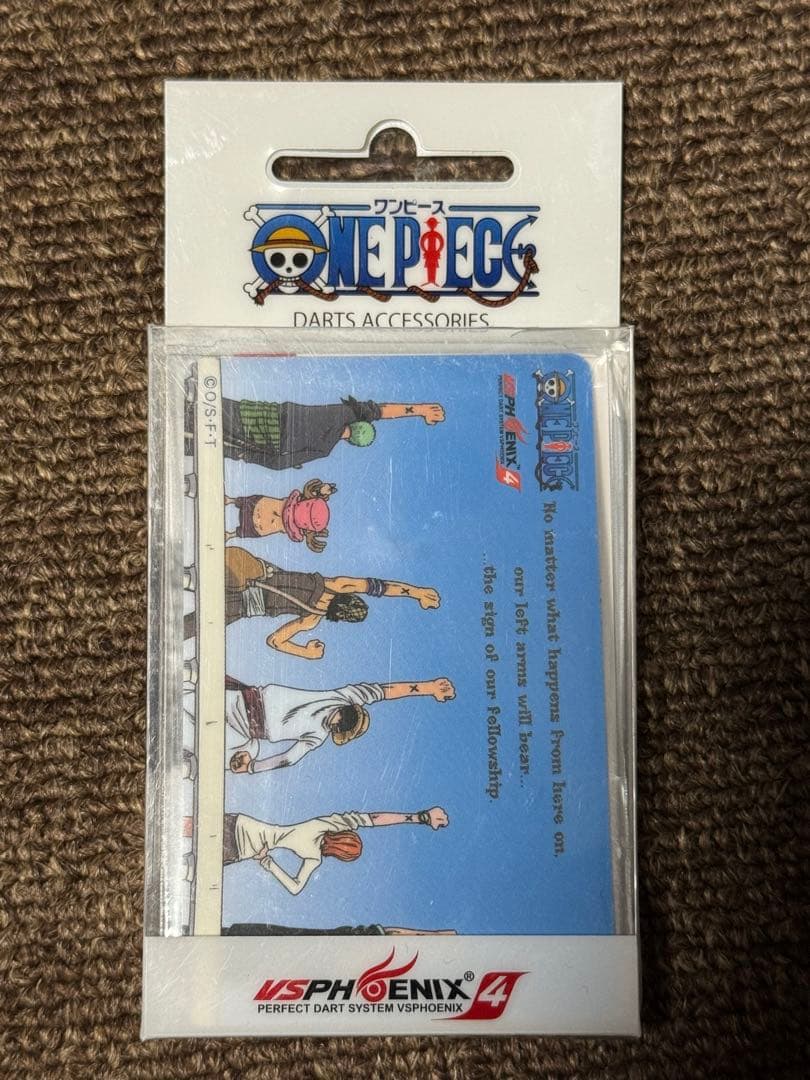 ワンピース
ONE PIECE
DARTS ACCESSORIES
©O/S・F・T
ONE PIECE
VSPHOENIX 4
PERFECT DART SYSTEM VSPHOENIX
No matter what happens from here on,
our left arms will bear...
...the sign of our fellowship.
VSPHOENIX® 4
PERFECT DART SYSTEM VSPHOENIX